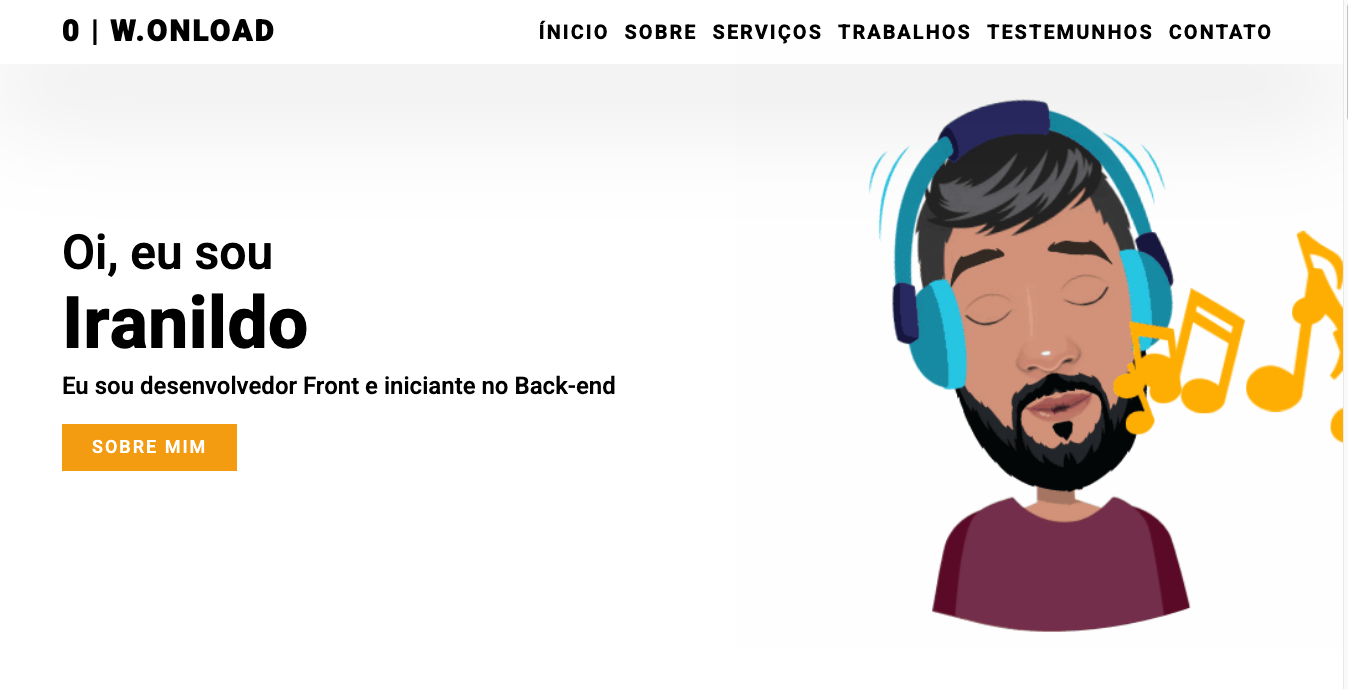 0 | W.ONLOAD
ÍNICIO SOBRE SERVIÇOS TRABALHOS TESTEMUNHOS CONTATO
Oi, eu sou
Iranildo
Eu sou desenvolvedor Front e iniciante no Back-end
SOBRE MIM